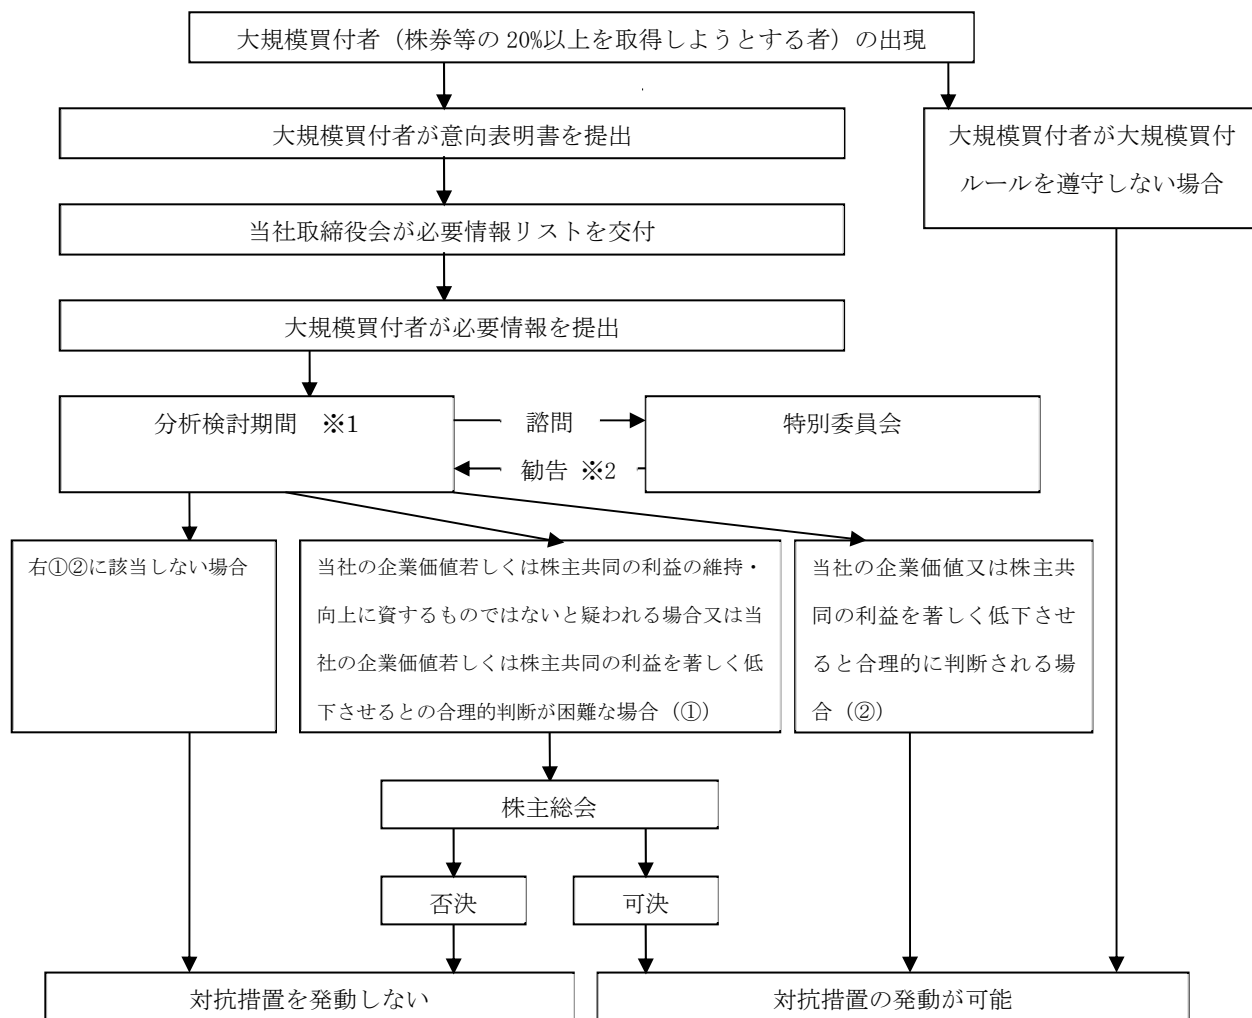 大規模買付者（株券等の 20%以上を取得しようとする者）の出現
大規模買付者が意向表明書を提出
大規模買付者が大規模買付
ルールを遵守しない場合
当社取締役会が必要情報リストを交付
大規模買付者が必要情報を提出
分析検討期間　※1
諮問
特別委員会
勧告 ※2
右①②に該当しない場合
当社の企業価値若しくは株主共同の利益の維持・
向上に資するものではないと疑われる場合又は当
社の企業価値若しくは株主共同の利益を著しく低
下させるとの合理的判断が困難な場合（①）
当社の企業価値又は株主共
同の利益を著しく低下させ
ると合理的に判断される場
合（②）
株主総会
否決
可決
対抗措置を発動しない
対抗措置の発動が可能